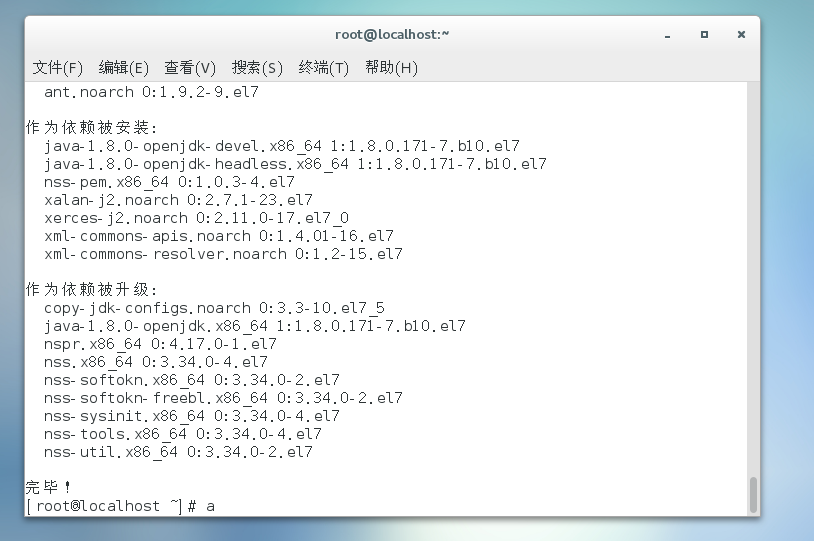 root@localhost:~
文件(F) 编辑(E) 查看(V) 搜索(S) 终端(T) 帮助(H)
ant.noarch 0:1.9.2-9.el7
作为依赖被安装:
java-1.8.0-openjdk-devel.x86_64 1:1.8.0.171-7.b10.el7
java-1.8.0-openjdk-headless.x86_64 1:1.8.0.171-7.b10.el7
nss-pem.x86_64 0:1.0.3-4.el7
xalan-j2.noarch 0:2.7.1-23.el7
xerces-j2.noarch 0:2.11.0-17.el7_0
xml-commons-apis.noarch 0:1.4.01-16.el7
xml-commons-resolver.noarch 0:1.2-15.el7
作为依赖被升级:
copy-jdk-configs.noarch 0:3.3-10.el7_5
java-1.8.0-openjdk.x86_64 1:1.8.0.171-7.b10.el7
nspr.x86_64 0:4.17.0-1.el7
nss.x86_64 0:3.34.0-4.el7
nss-softokn.x86_64 0:3.34.0-2.el7
nss-softokn-freebl.x86_64 0:3.34.0-2.el7
nss-sysinit.x86_64 0:3.34.0-4.el7
nss-tools.x86_64 0:3.34.0-4.el7
nss-util.x86_64 0:3.34.0-2.el7
完毕！
[root@localhost ~]# a